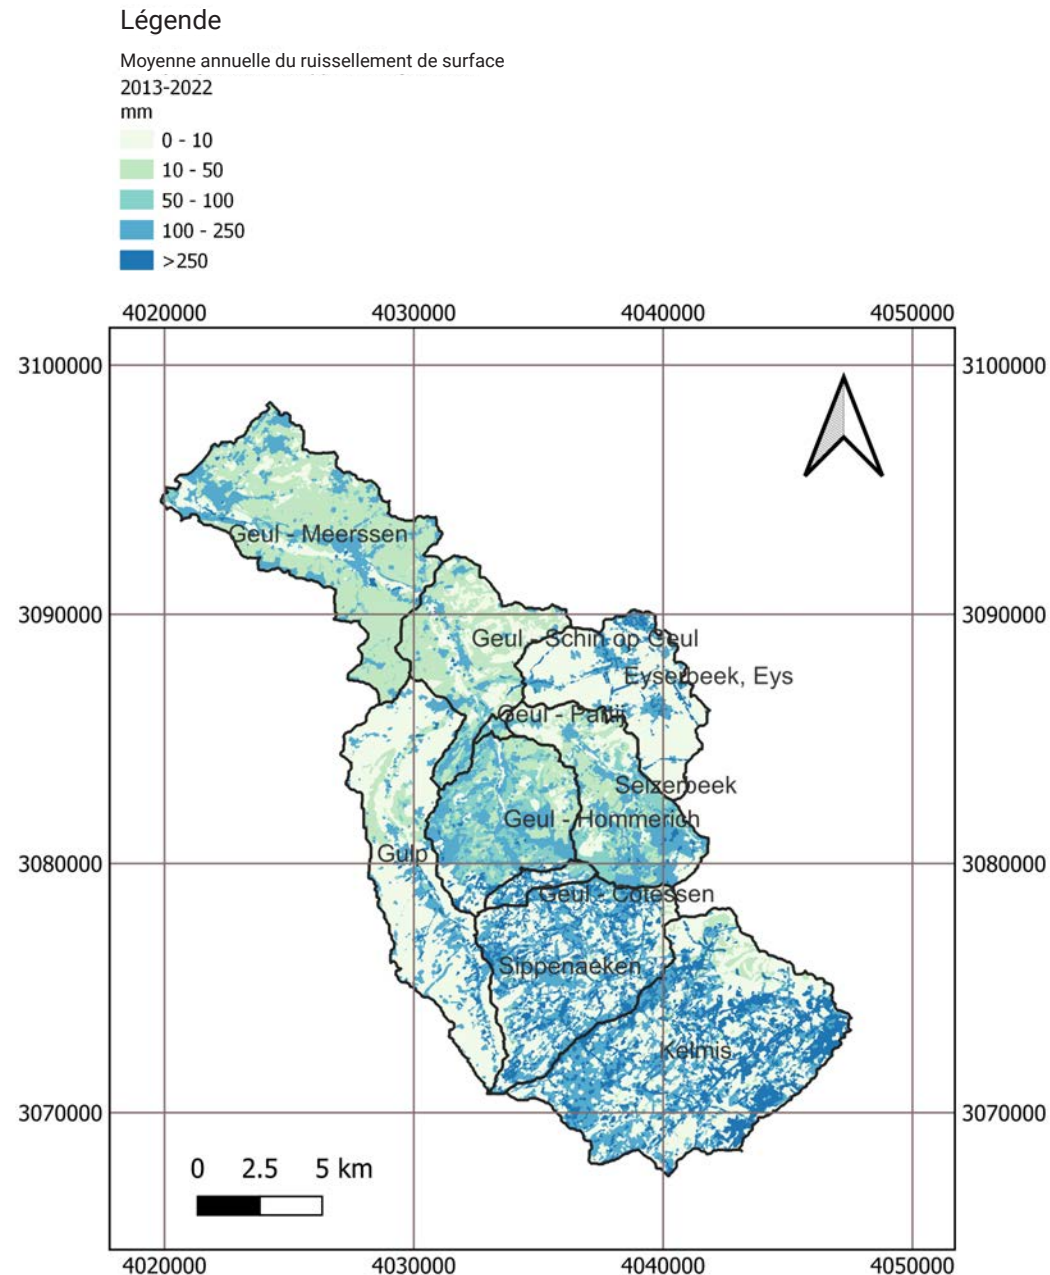 Légende
Moyenne annuelle du ruissellement de surface
2013-2022
mm
0 - 10
10 - 50
50 - 100
100 - 250
>250
4020000 4030000 4040000 4050000
3100000 3100000
Geul - Meerssen
3090000 3090000
Geul - Schin op Geul
Eyserbeek, Eys
Geul - Partij
Selzerbeek
Geul - Hommerich
Gulp
3080000 3080000
Geul - Cotessen
Sippenaeken
Kelmis
3070000 3070000
0 2.5 5 km
4020000 4030000 4040000 4050000